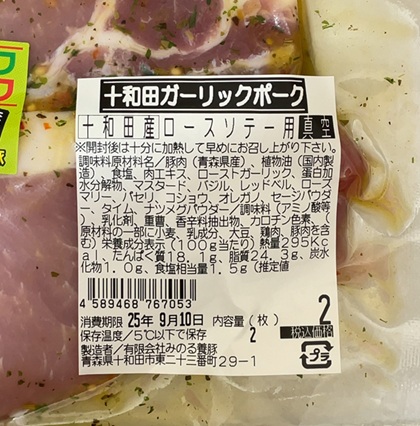 十和田ガーリックポーク
十和田産 ロースソテー用 真空
※開封後は十分に加熱して早めにお召し上がり下さい。
調味料原材料名／豚肉（青森県産）、植物油（国内製
造）、食塩、肉エキス、ローストガーリック、蛋白加
水分解物、マスタード、バジル、レッドベル、ローズ
マリー、パセリ、コショウ、オレガノ、セージパウダ
ー、タイム、ナツメグパウダー／調味料（アミノ酸等
）、乳化剤、重曹、香辛料抽出物、カロチン色素、（
原材料の一部に小麦、乳成分、大豆、鶏肉、豚肉を含
む）栄養成分表示（100g当たり）熱量295Kc
al、たんぱく質18.1g、脂質24.3g、炭水
化物1.0g、食塩相当量1.5g（推定値
4 589468 767053
消費期限 25年 9月10日 内容量（枚） 2
保存温度／5℃以下で保存 2 税込価格
製造者／有限会社みのる養豚 プラ
青森県十和田市東二十三番町29-1